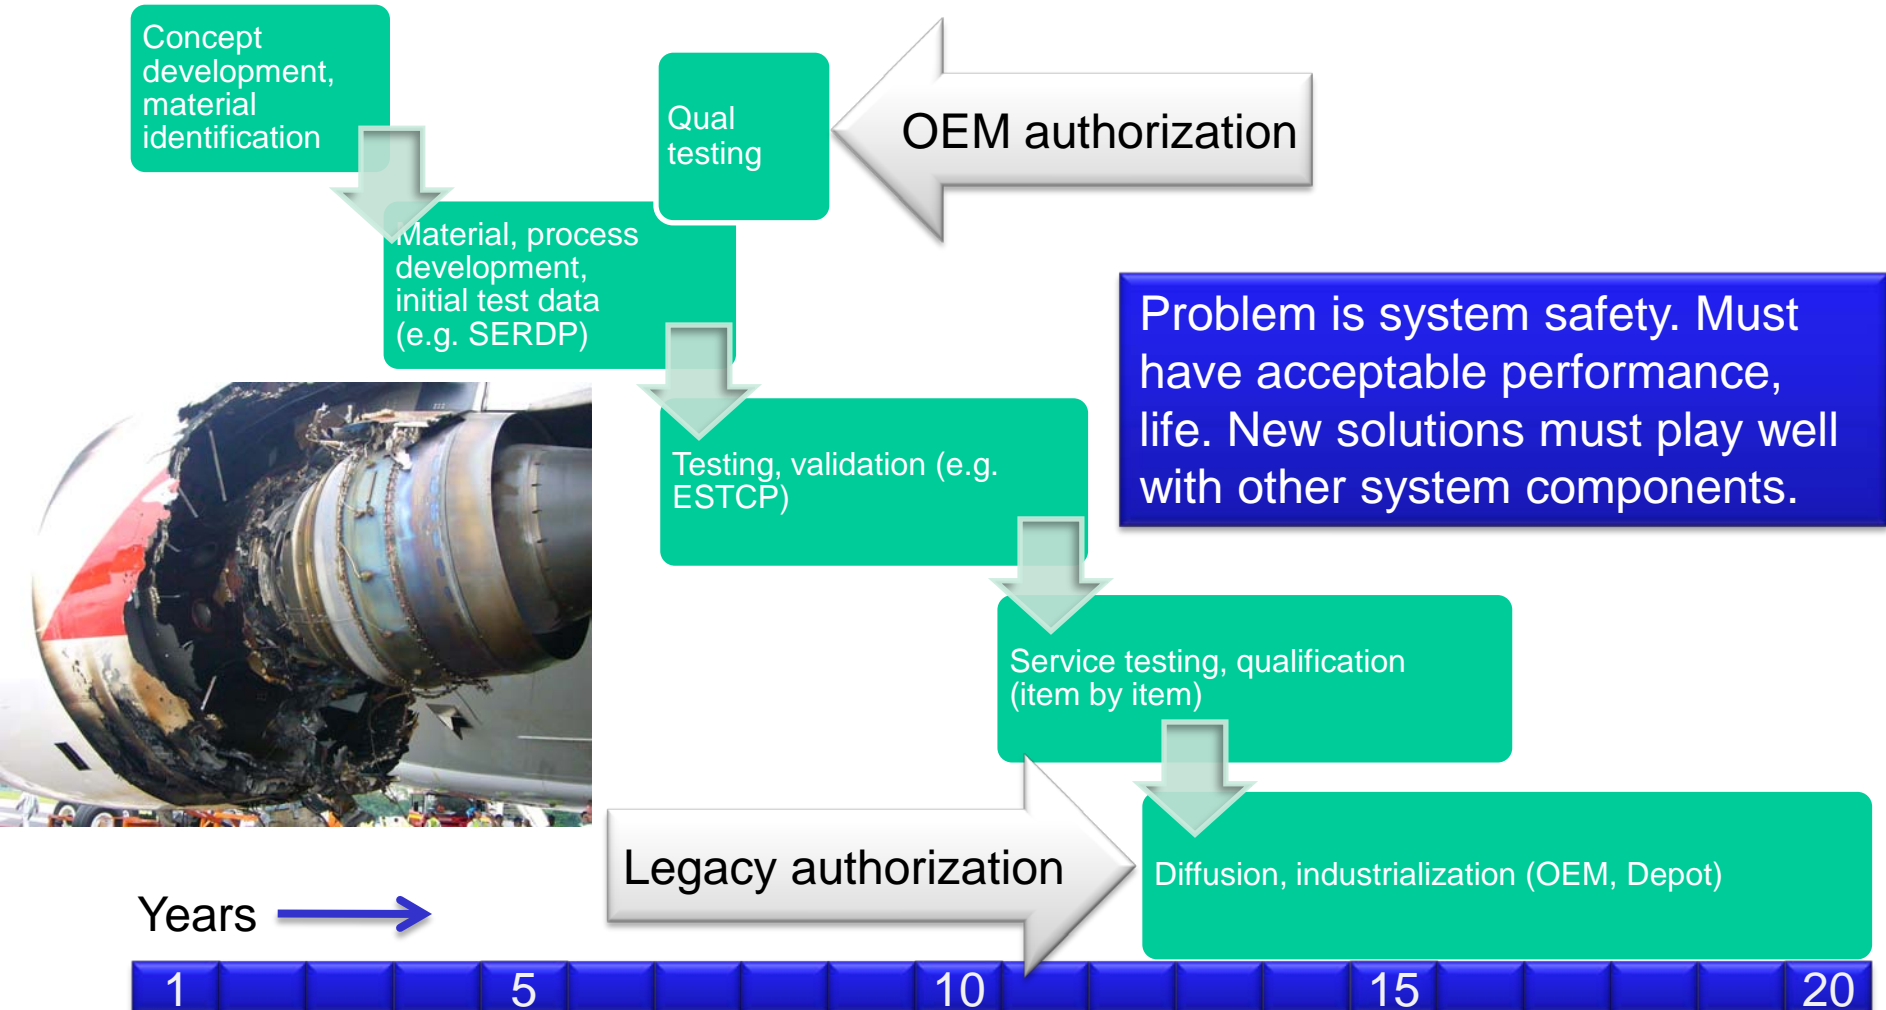 Concept
development,
material
identification
Qual
testing
OEM authorization
Material, process
development,
initial test data
(e.g. SERDP)
Problem is system safety. Must
have acceptable performance,
life. New solutions must play well
with other system components.
Testing, validation (e.g.
ESTCP)
Service testing, qualification
(item by item)
Legacy authorization
Diffusion, industrialization (OEM, Depot)
Years
1 5 10 15 20